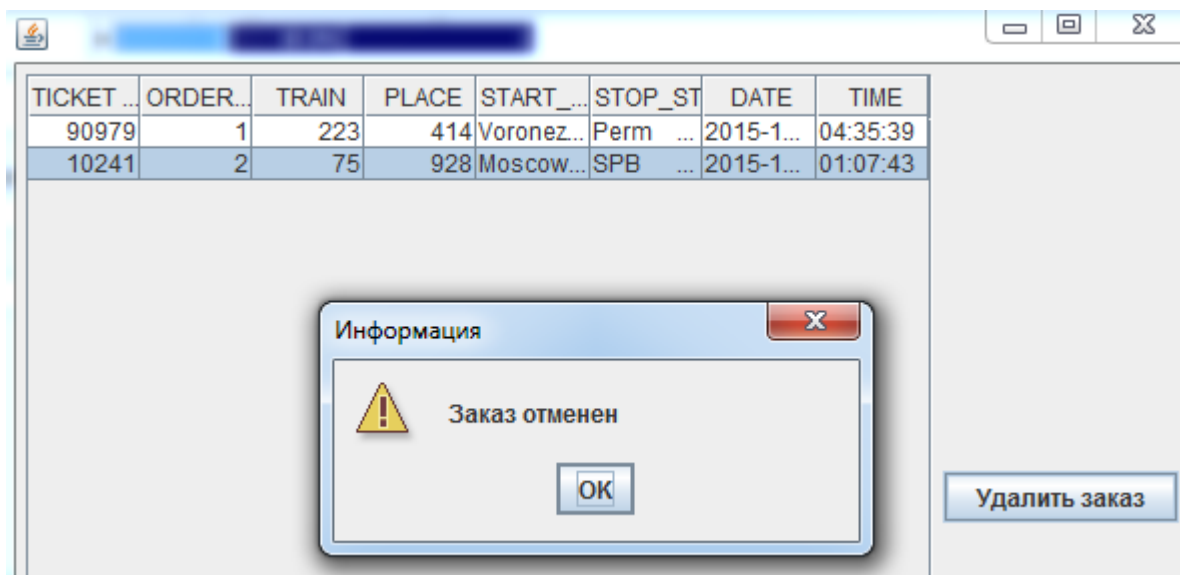 TICKET ... ORDER... TRAIN PLACE START_... STOP_ST DATE TIME
90979 1 223 414 Voronez... Perm ... 2015-1... 04:35:39
10241 2 75 928 Moscow... SPB ... 2015-1... 01:07:43
Информация
Заказ отменен
OK
Удалить заказ